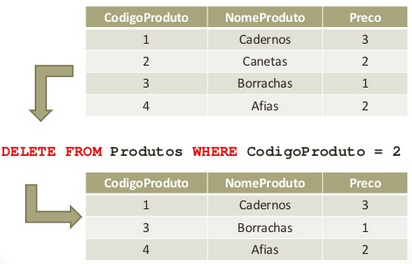 CodigoProduto NomeProduto Preco
1 Cadernos 3
2 Canetas 2
3 Borrachas 1
4 Afias 2
DELETE FROM Produtos WHERE CodigoProduto = 2
CodigoProduto NomeProduto Preco
1 Cadernos 3
3 Borrachas 1
4 Afias 2